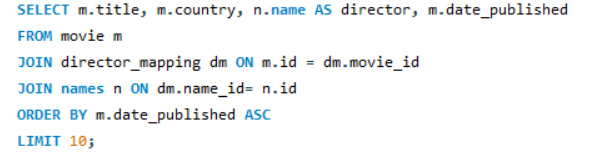 SELECT m.title, m.country, n.name AS director, m.date_published
FROM movie m
JOIN director_mapping dm ON m.id = dm.movie_id
JOIN names n ON dm.name_id= n.id
ORDER BY m.date_published ASC
LIMIT 10;